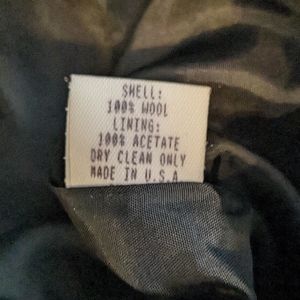 SHELL:
100% WOOL
LINING:
100% ACETATE
DRY CLEAN ONLY
MADE IN U.S.A